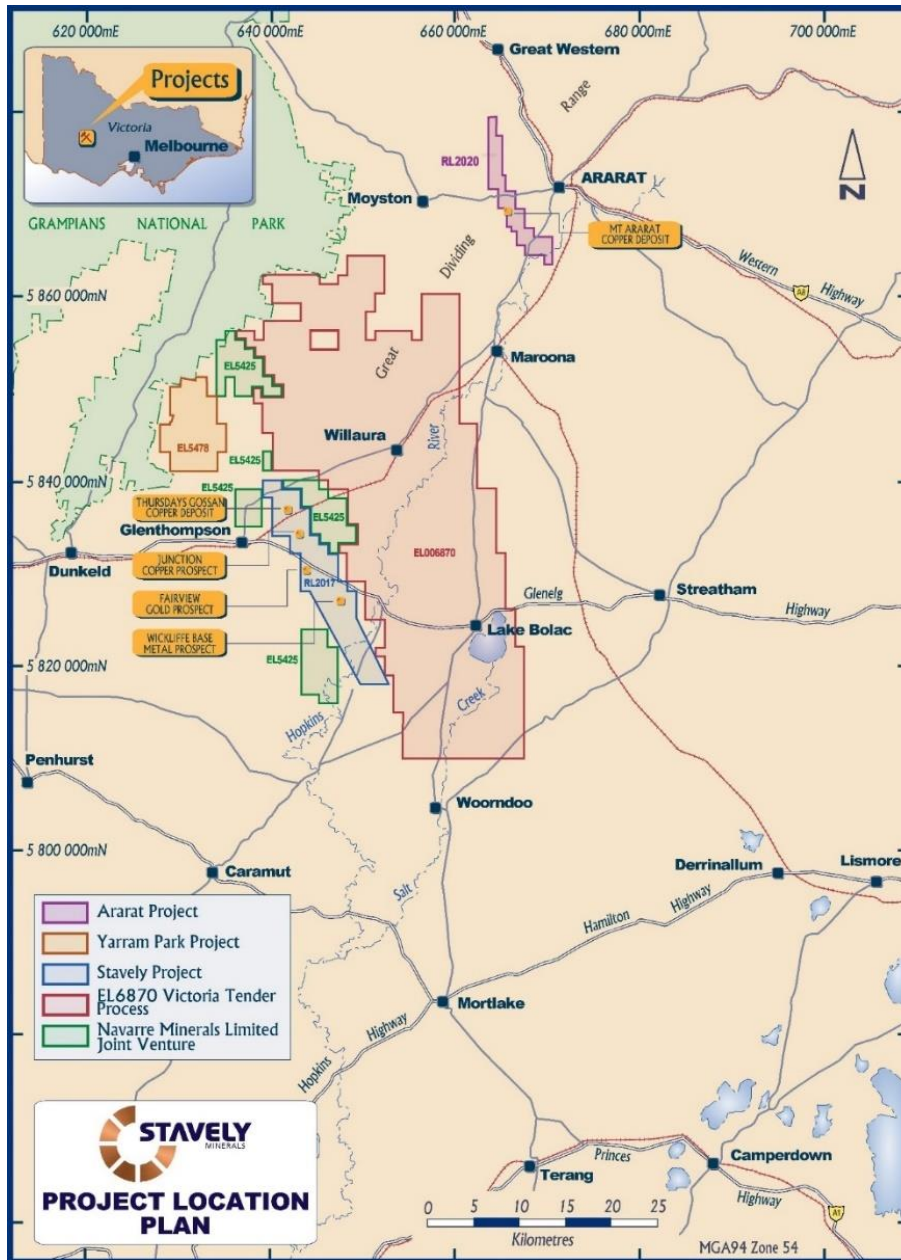 620 000mE
640 000mE
660 000mE
680 000mE
700 000mE
Projects
Victoria
Melbourne
Great Western
Range
RL2020
ARARAT
Moyston
N
GRAMPIANS NATIONAL PARK
MT ARARAT
COPPER DEPOSIT
Dividing
Western
Highway
A8
5 860 000mN
Great
Maroona
EL5425
Willaura
River
EL5478
EL5425
5 840 000mN
EL5425
THURSDAYS GOSSAN
COPPER DEPOSIT
EL5425
Glenthompson
EL006870
Dunkeld
JUNCTION
COPPER PROSPECT
RL2017
FAIRVIEW
GOLD PROSPECT
Glenelg
Highway
Streatham
Lake Bolac
WICKLIFFE BASE
METAL PROSPECT
EL5425
5 820 000mN
Creek
Hopkins
Penhurst
Woorndoo
5 800 000mN
Caramut
Derrinallum
Lismore
Salt
Hamilton
Highway
Ararat Project
Yarram Park Project
Stavely Project
EL6870 Victoria Tender
Process
Navarre Minerals Limited
Joint Venture
Mortlake
Highway
Hopkins
STAVELY
MINERALS
PROJECT LOCATION
PLAN
Terang
Princes
Camperdown
Highway
A1
0 5 10 15 20 25
Kilometres
MGA94 Zone 54